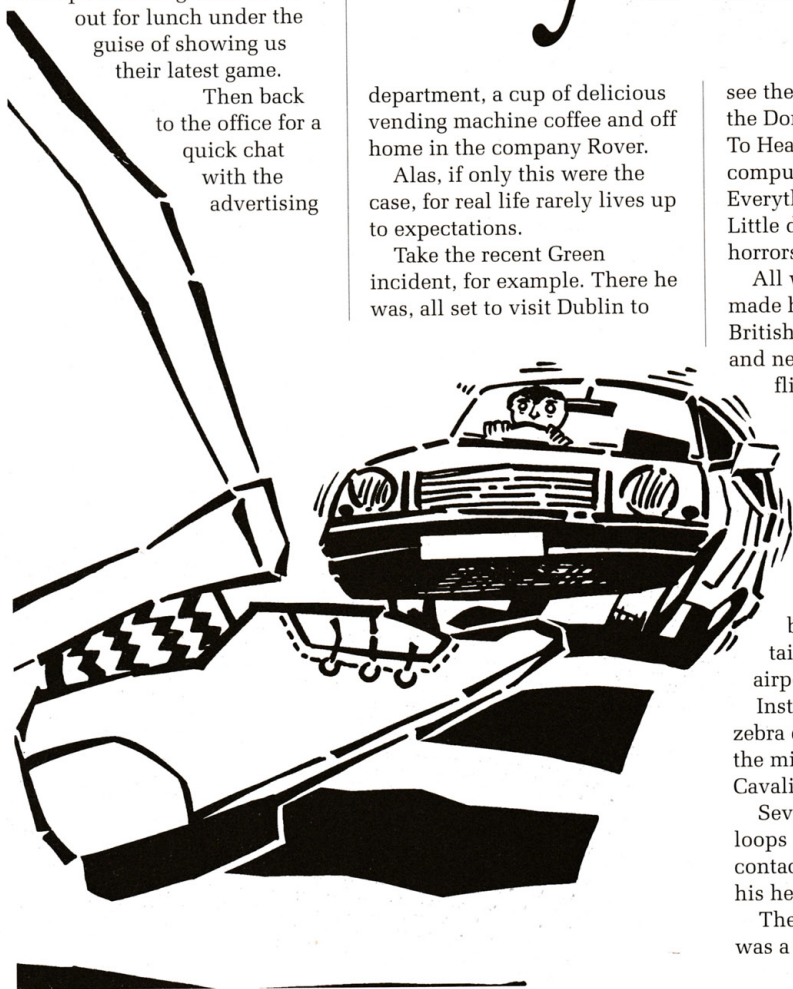 out for lunch under the
guise of showing us
their latest game.
Then back
to the office for a
quick chat
with the
advertising
department, a cup of delicious
vending machine coffee and off
home in the company Rover.
Alas, if only this were the
case, for real life rarely lives up
to expectations.
Take the recent Green
incident, for example. There he
was, all set to visit Dublin to
see the
the Do
To Hea
compu
Everyt
Little d
horrors
All
made h
British
and ne
fli
b
tai
airp
Inst
zebra
the mi
Cavali
Sev
loops
contac
his he
The
was a